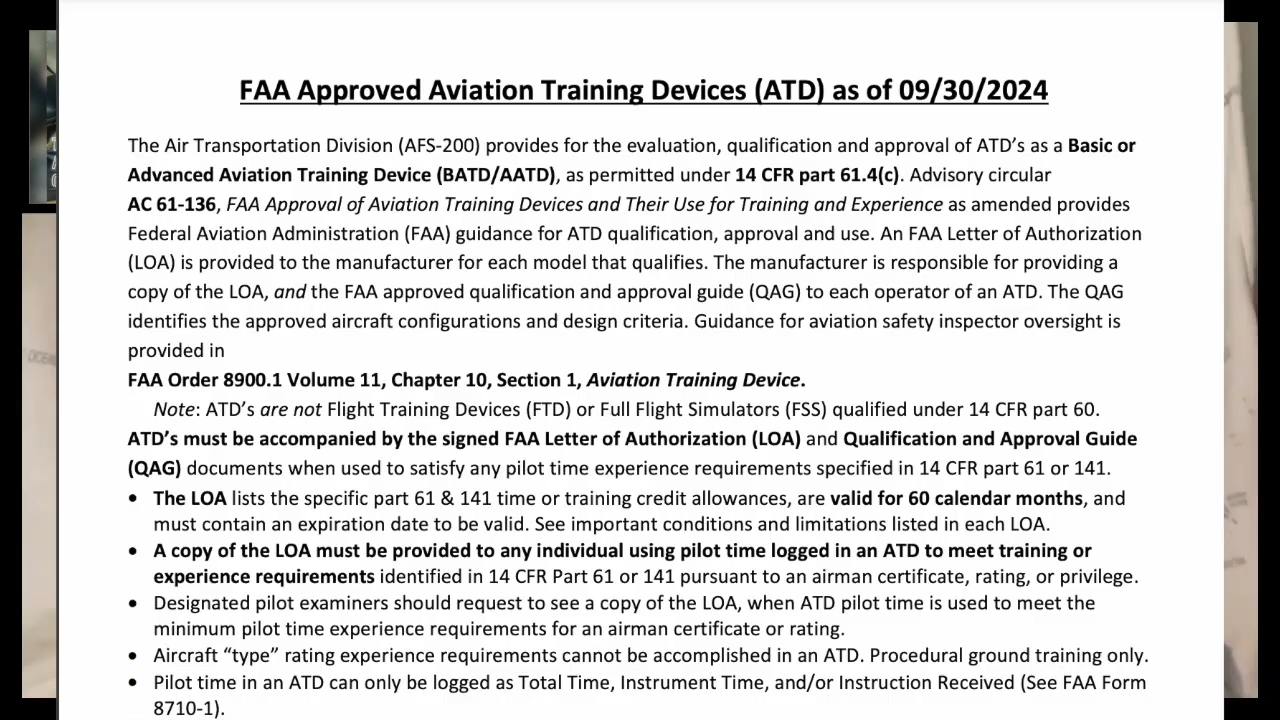 FAA Approved Aviation Training Devices (ATD) as of 09/30/2024
The Air Transportation Division (AFS-200) provides for the evaluation, qualification and approval of ATD's as a Basic or
Advanced Aviation Training Device (BATD/AATD), as permitted under 14 CFR part 61.4(c). Advisory circular
AC 61-136, FAA Approval of Aviation Training Devices and Their Use for Training and Experience as amended provides
Federal Aviation Administration (FAA) guidance for ATD qualification, approval and use. An FAA Letter of Authorization
(LOA) is provided to the manufacturer for each model that qualifies. The manufacturer is responsible for providing a
copy of the LOA, and the FAA approved qualification and approval guide (QAG) to each operator of an ATD. The QAG
identifies the approved aircraft configurations and design criteria. Guidance for aviation safety inspector oversight is
provided in
FAA Order 8900.1 Volume 11, Chapter 10, Section 1, Aviation Training Device.
Note: ATD's are not Flight Training Devices (FTD) or Full Flight Simulators (FSS) qualified under 14 CFR part 60.
ATD's must be accompanied by the signed FAA Letter of Authorization (LOA) and Qualification and Approval Guide
(QAG) documents when used to satisfy any pilot time experience requirements specified in 14 CFR part 61 or 141.
• The LOA lists the specific part 61 & 141 time or training credit allowances, are valid for 60 calendar months, and
must contain an expiration date to be valid. See important conditions and limitations listed in each LOA.
• A copy of the LOA must be provided to any individual using pilot time logged in an ATD to meet training or
experience requirements identified in 14 CFR Part 61 or 141 pursuant to an airman certificate, rating, or privilege.
• Designated pilot examiners should request to see a copy of the LOA, when ATD pilot time is used to meet the
minimum pilot time experience requirements for an airman certificate or rating.
• Aircraft “type” rating experience requirements cannot be accomplished in an ATD. Procedural ground training only.
• Pilot time in an ATD can only be logged as Total Time, Instrument Time, and/or Instruction Received (See FAA Form
8710-1).